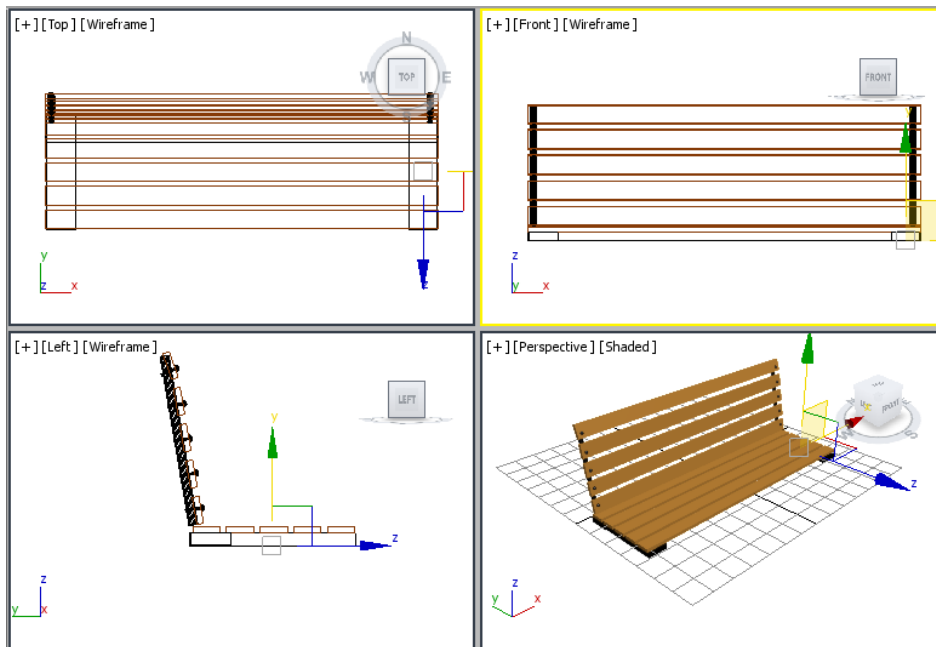 [+] [Top] [Wireframe]
N
W
TOP
E
z
y
z
x
[+] [Front] [Wireframe]
FRONT
z
y
x
[+] [Left] [Wireframe]
LEFT
y
z
z
y
x
[+] [Perspective] [Shaded]
N
E
W
S
z
z
y
x